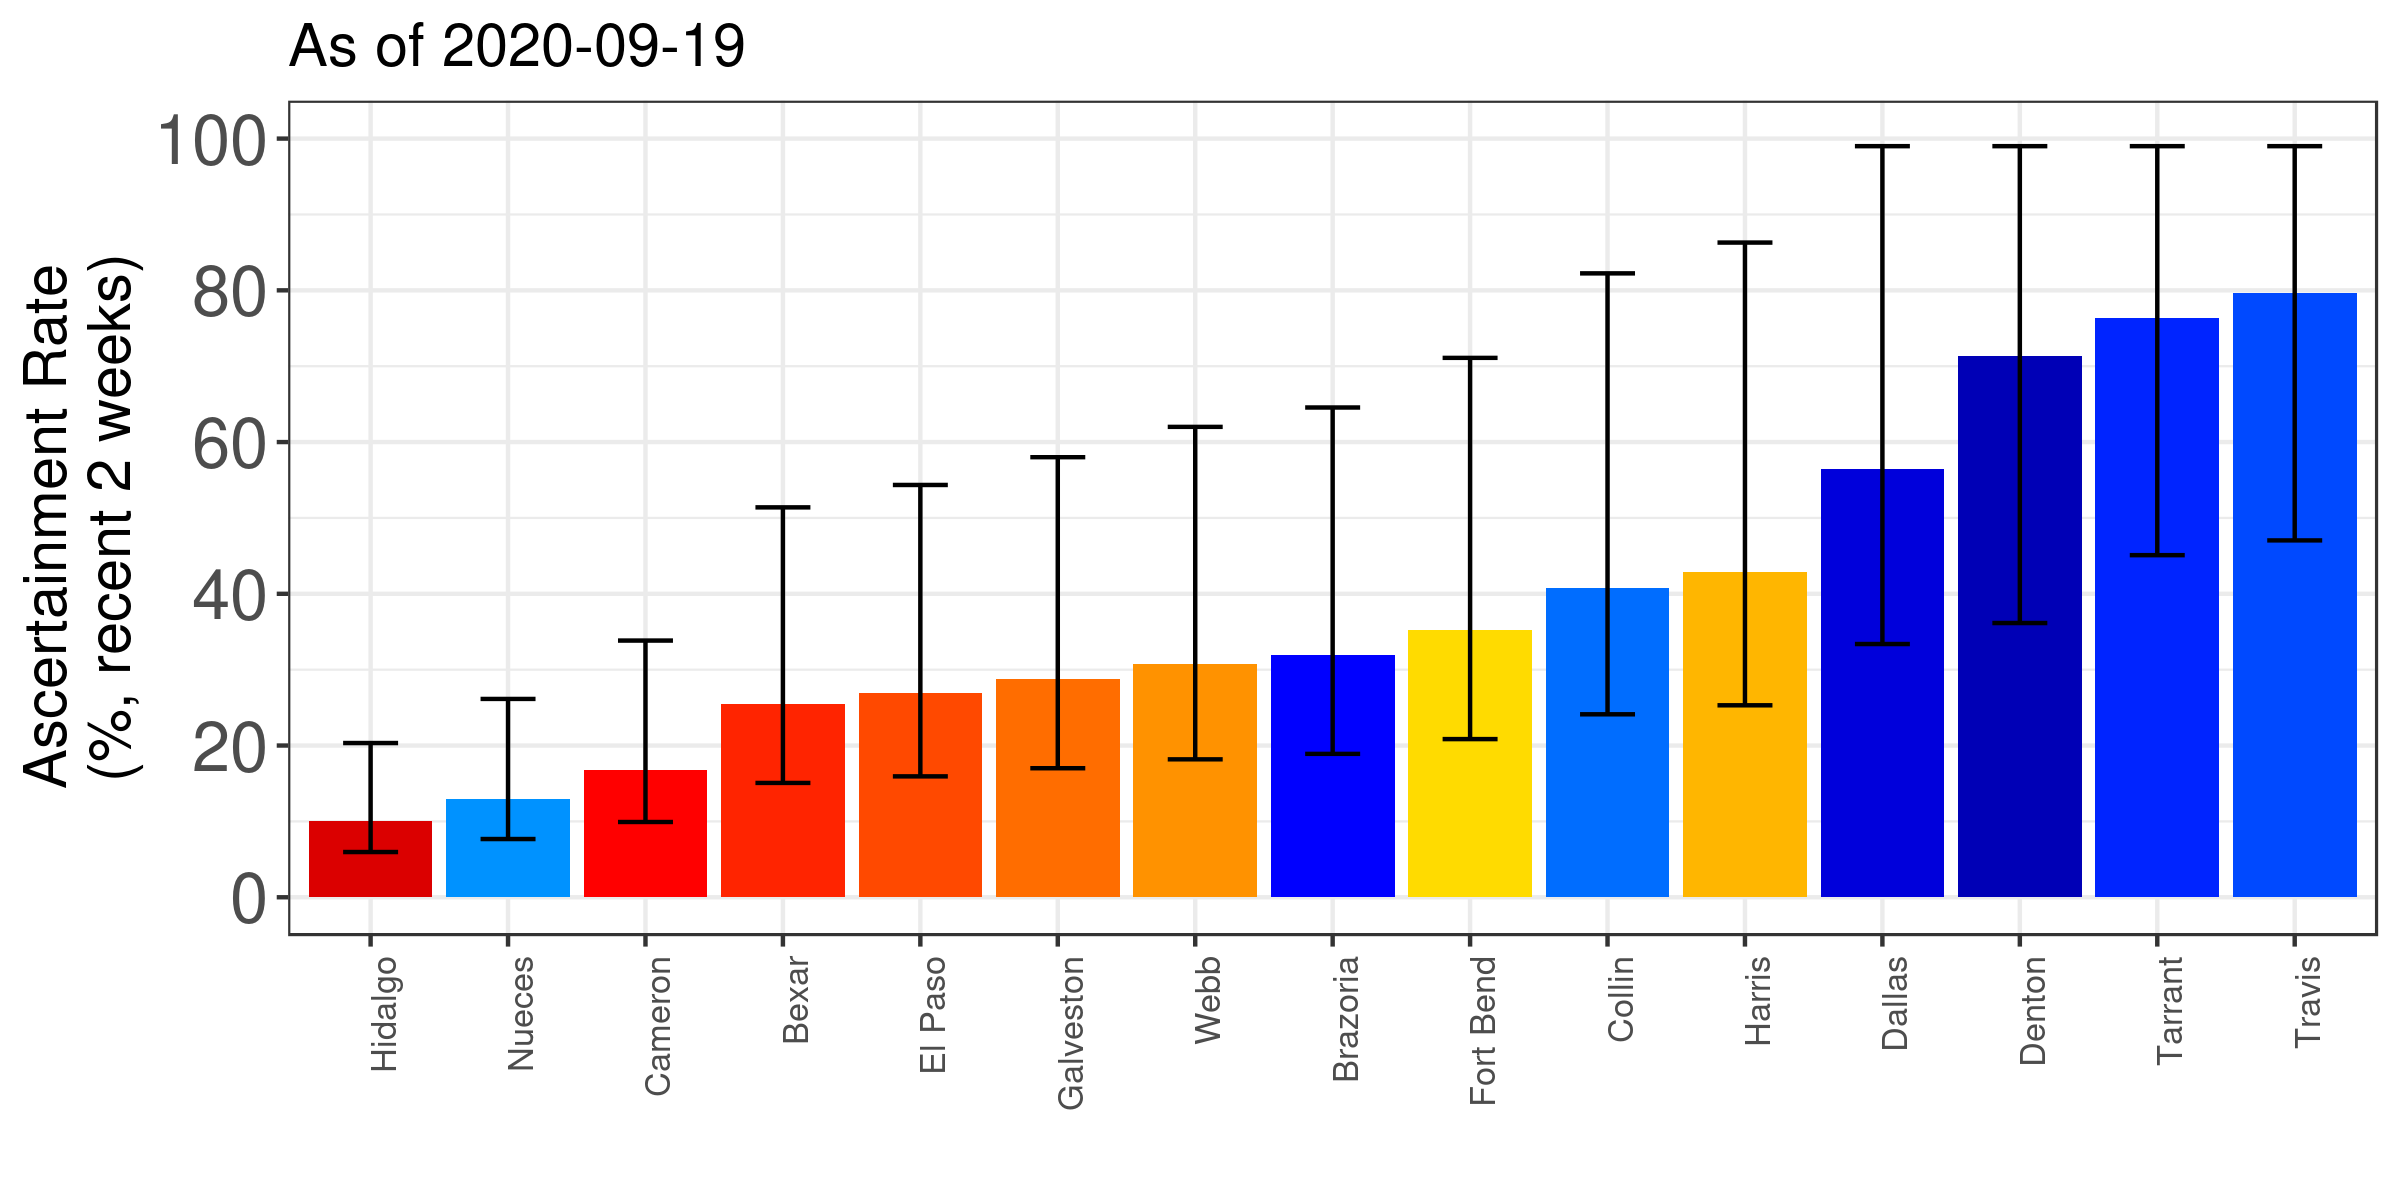 As of 2020-09-19
Ascertainment Rate
(%, recent 2 weeks)
100
80
60
40
20
0
Hidalgo
Nueces
Cameron
Bexar
El Paso
Galveston
Webb
Brazoria
Fort Bend
Collin
Harris
Dallas
Denton
Tarrant
Travis